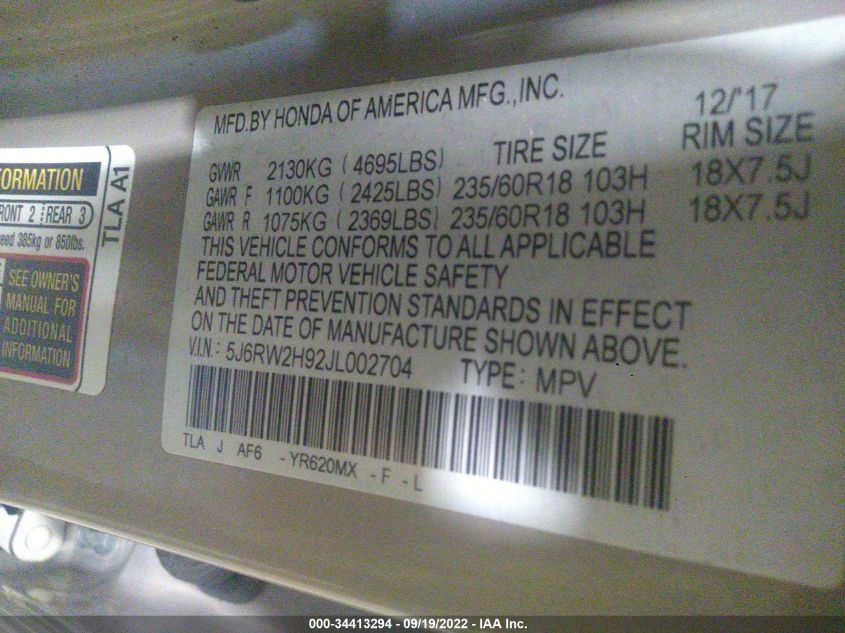 MFD.BY HONDA OF AMERICA MFG.,INC. 12/'17
GVWR 2130KG ( 4695LBS) TIRE SIZE RIM SIZE
GAWR F 1100KG ( 2425LBS) 235/60R18 103H 18X7.5J
GAWR R 1075KG ( 2369LBS) 235/60R18 103H 18X7.5J
THIS VEHICLE CONFORMS TO ALL APPLICABLE
FEDERAL MOTOR VEHICLE SAFETY
AND THEFT PREVENTION STANDARDS IN EFFECT
ON THE DATE OF MANUFACTURE SHOWN ABOVE.
V.I.N.: 5J6RW2H92JL002704 TYPE: MPV
TLA J AF6 -YR620MX -F -L
ORMATION
RONT 2 REAR 3
eed 385kg or 850lbs.
SEE OWNER'S
MANUAL FOR
ADDITIONAL
INFORMATION
TLA A1
000-34413294 - 09/19/2022 - IAA Inc.